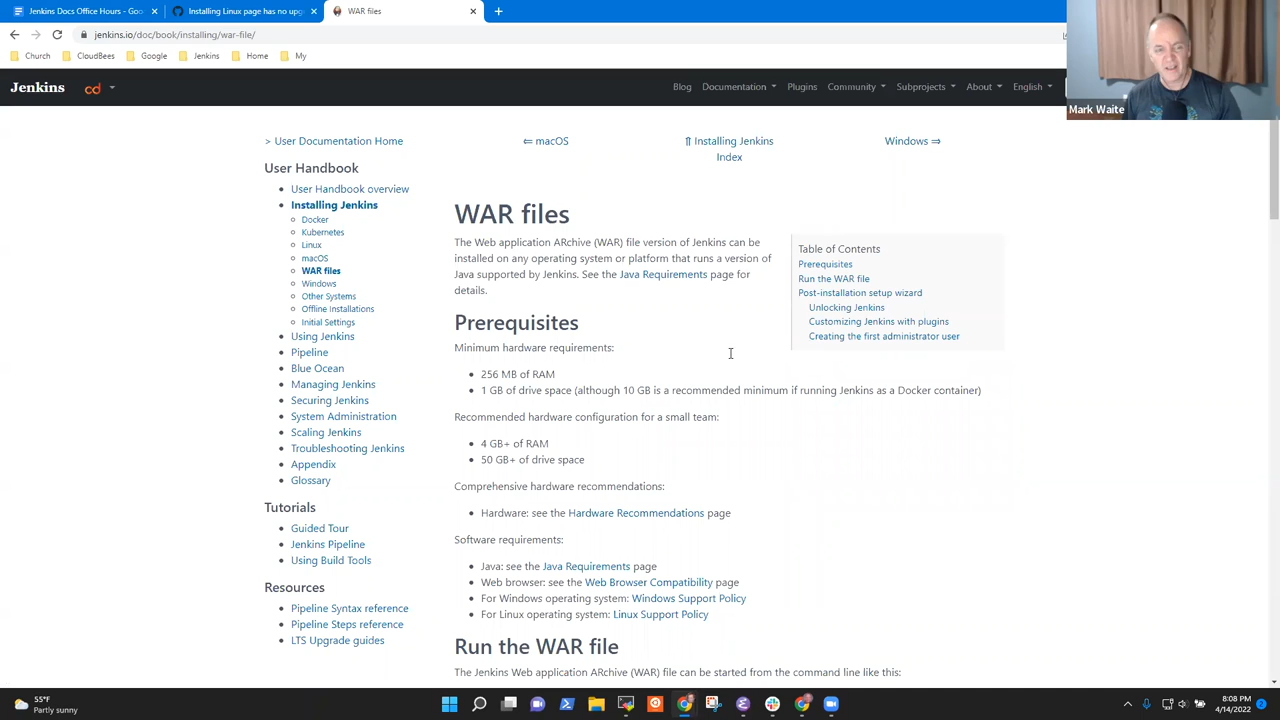 Jenkins Docs Office Hours - Goo
Installing Linux page has no upg
WAR files
jenkins.io/doc/book/installing/war-file/
Church
CloudBees
Google
Jenkins
Home
My
Jenkins
cd
Blog
Documentation
Plugins
Community
Subprojects
About
English
Mark Waite
> User Documentation Home
⇐ macOS
⇑ Installing Jenkins
Index
Windows ⇒
User Handbook
User Handbook overview
Installing Jenkins
Docker
Kubernetes
Linux
macOS
WAR files
Windows
Other Systems
Offline Installations
Initial Settings
Using Jenkins
Pipeline
Blue Ocean
Managing Jenkins
Securing Jenkins
System Administration
Scaling Jenkins
Troubleshooting Jenkins
Appendix
Glossary
Tutorials
Guided Tour
Jenkins Pipeline
Using Build Tools
Resources
Pipeline Syntax reference
Pipeline Steps reference
LTS Upgrade guides
WAR files
The Web application ARchive (WAR) file version of Jenkins can be
installed on any operating system or platform that runs a version of
Java supported by Jenkins. See the Java Requirements page for
details.
Table of Contents
Prerequisites
Run the WAR file
Post-installation setup wizard
Unlocking Jenkins
Customizing Jenkins with plugins
Creating the first administrator user
Prerequisites
Minimum hardware requirements:
256 MB of RAM
1 GB of drive space (although 10 GB is a recommended minimum if running Jenkins as a Docker container)
Recommended hardware configuration for a small team:
4 GB+ of RAM
50 GB+ of drive space
Comprehensive hardware recommendations:
Hardware: see the Hardware Recommendations page
Software requirements:
Java: see the Java Requirements page
Web browser: see the Web Browser Compatibility page
For Windows operating system: Windows Support Policy
For Linux operating system: Linux Support Policy
Run the WAR file
The Jenkins Web application ARchive (WAR) file can be started from the command line like this:
55°F
Partly sunny
8:08 PM
4/14/2022